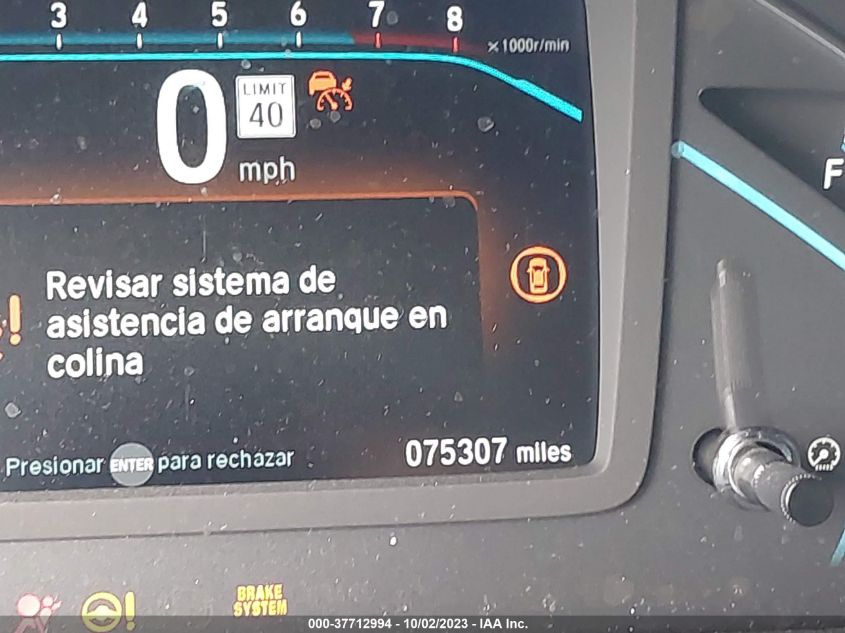 3 4 5 6 7 8
x1000r/min
LIMIT
40
0
mph
F
Revisar sistema de
asistencia de arranque en
colina
Presionar ENTER para rechazar
075307 miles
BRAKE
SYSTEM
000-37712994 - 10/02/2023 - IAA Inc.